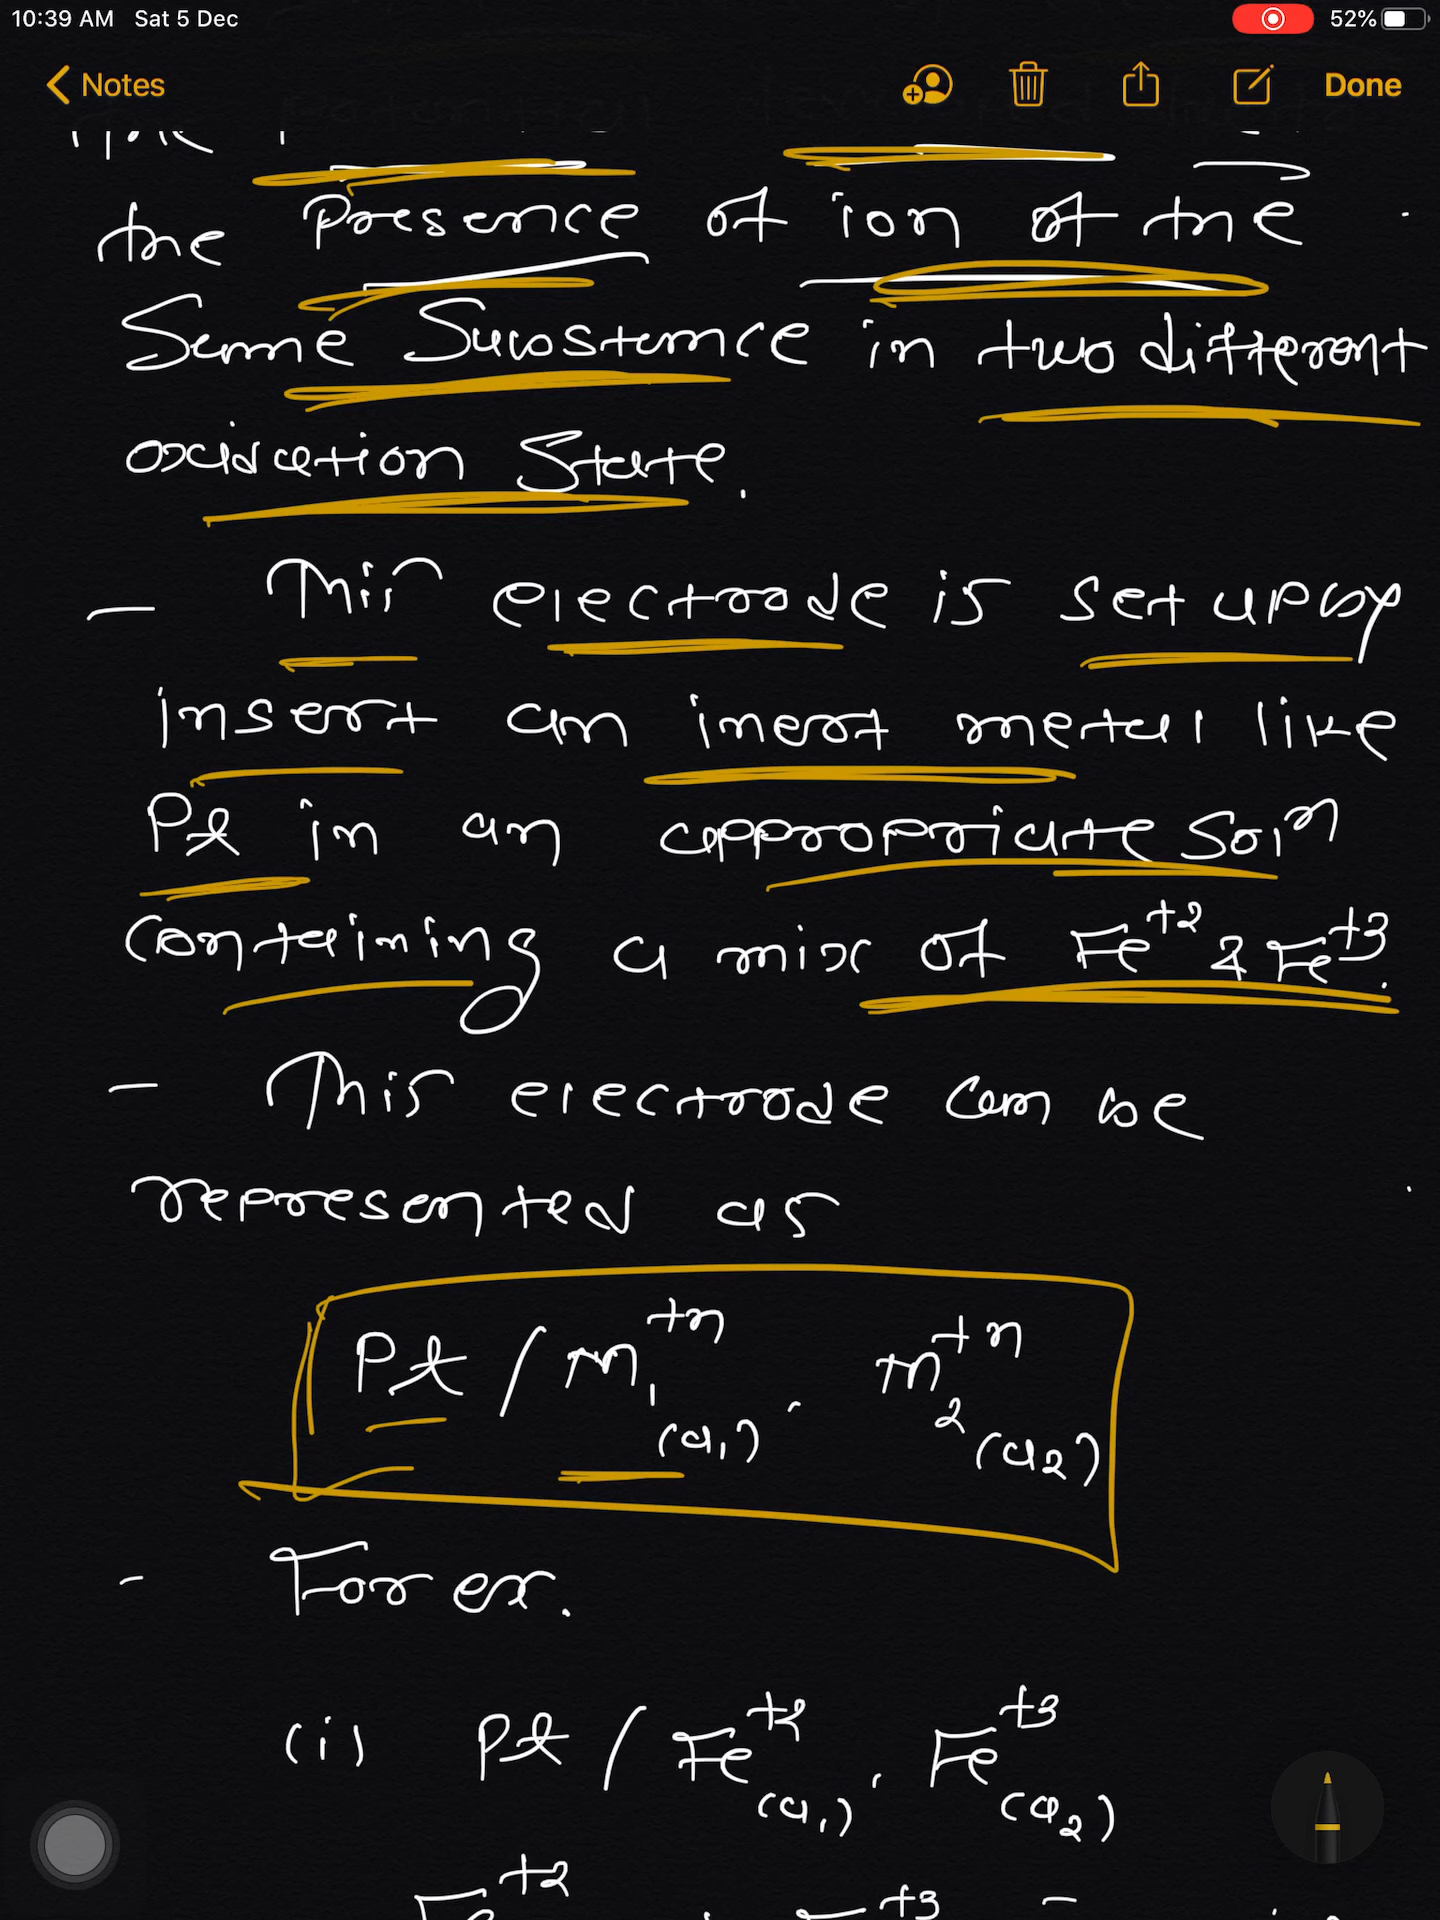 10:39 AM Sat 5 Dec 52%
Notes Done
the Presence of ion of the
Same Substance in two different
oxidation State.
- This electrode is set up by
insert an inert metal like
Pt in an appropriate solⁿ
containing a mix of Fe⁺² & Fe⁺³.
- This electrode can be
represented as
Pt / M₁⁺ⁿ (a₁), M₂⁺ⁿ (a₂)
- For ex.
(i) Pt / Fe⁺² (a₁), Fe⁺³ (a₂)